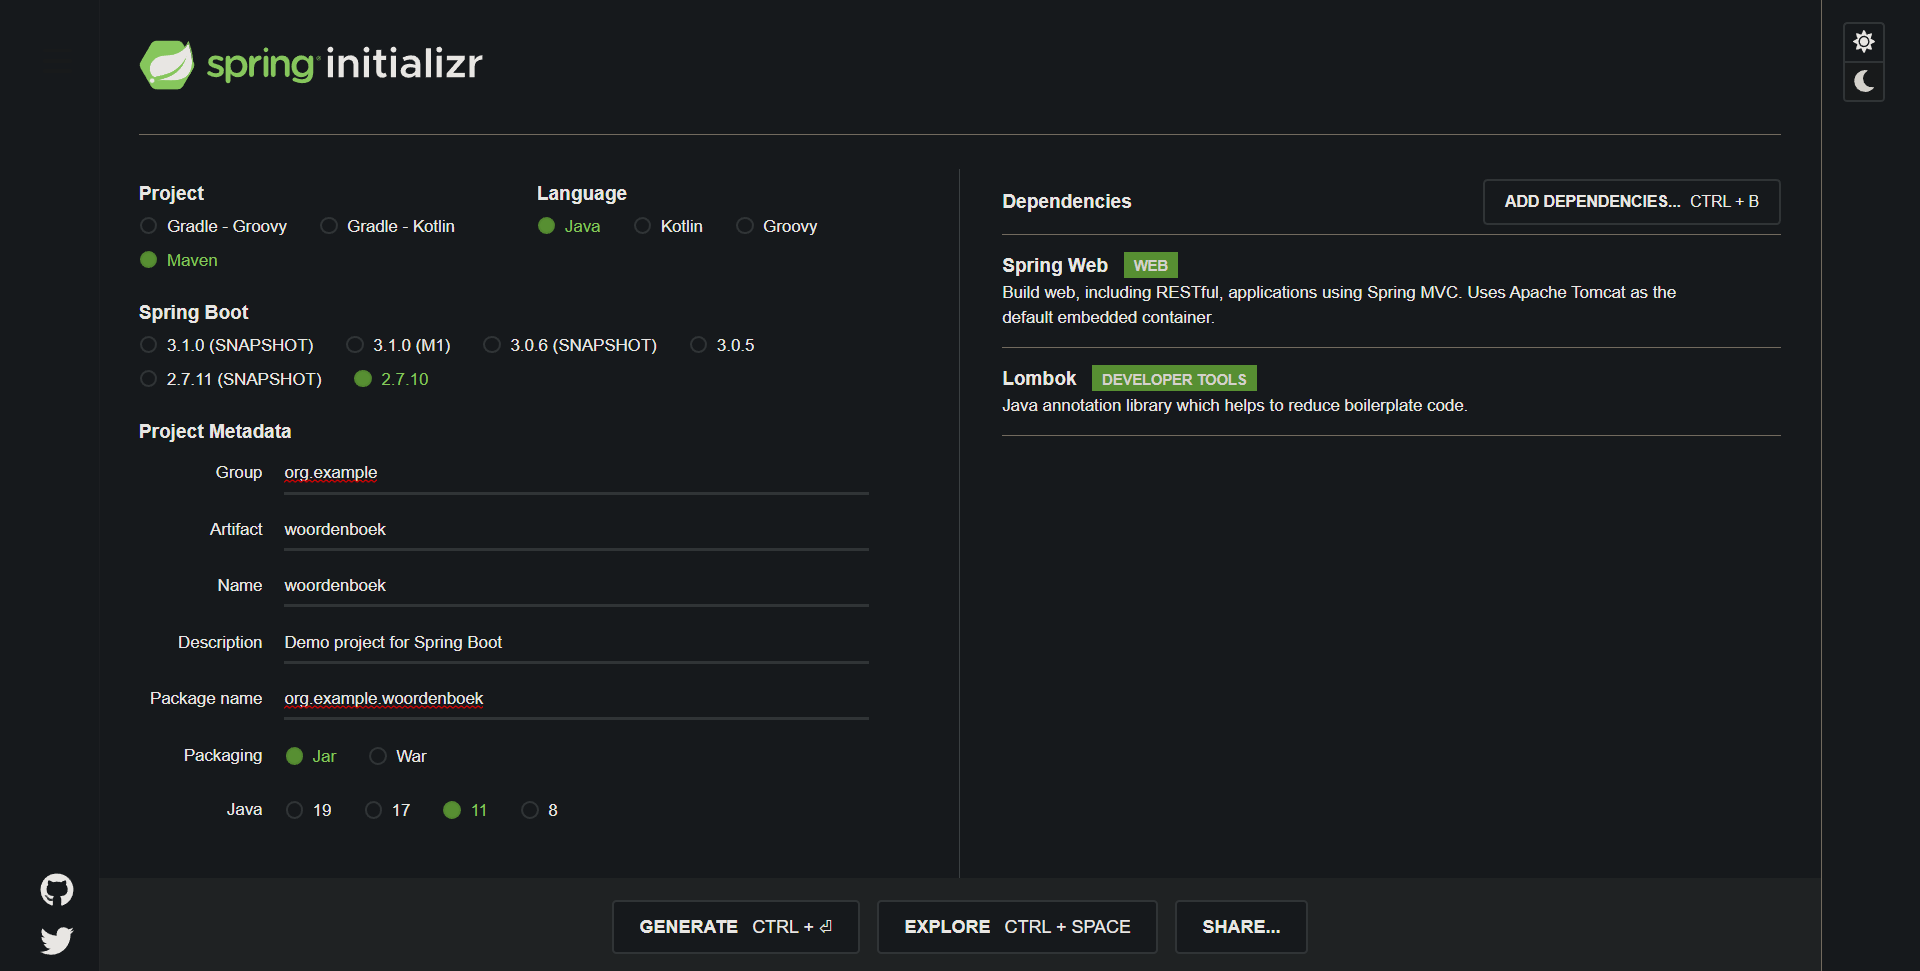 spring initializr
Project
Gradle - Groovy Gradle - Kotlin
Maven
Language
Java Kotlin Groovy
Spring Boot
3.1.0 (SNAPSHOT) 3.1.0 (M1) 3.0.6 (SNAPSHOT) 3.0.5
2.7.11 (SNAPSHOT) 2.7.10
Project Metadata
Group org.example
Artifact woordenboek
Name woordenboek
Description Demo project for Spring Boot
Package name org.example.woordenboek
Packaging Jar War
Java 19 17 11 8
Dependencies
ADD DEPENDENCIES... CTRL + B
Spring Web WEB
Build web, including RESTful, applications using Spring MVC. Uses Apache Tomcat as the
default embedded container.
Lombok DEVELOPER TOOLS
Java annotation library which helps to reduce boilerplate code.
GENERATE CTRL + ⏎
EXPLORE CTRL + SPACE
SHARE...